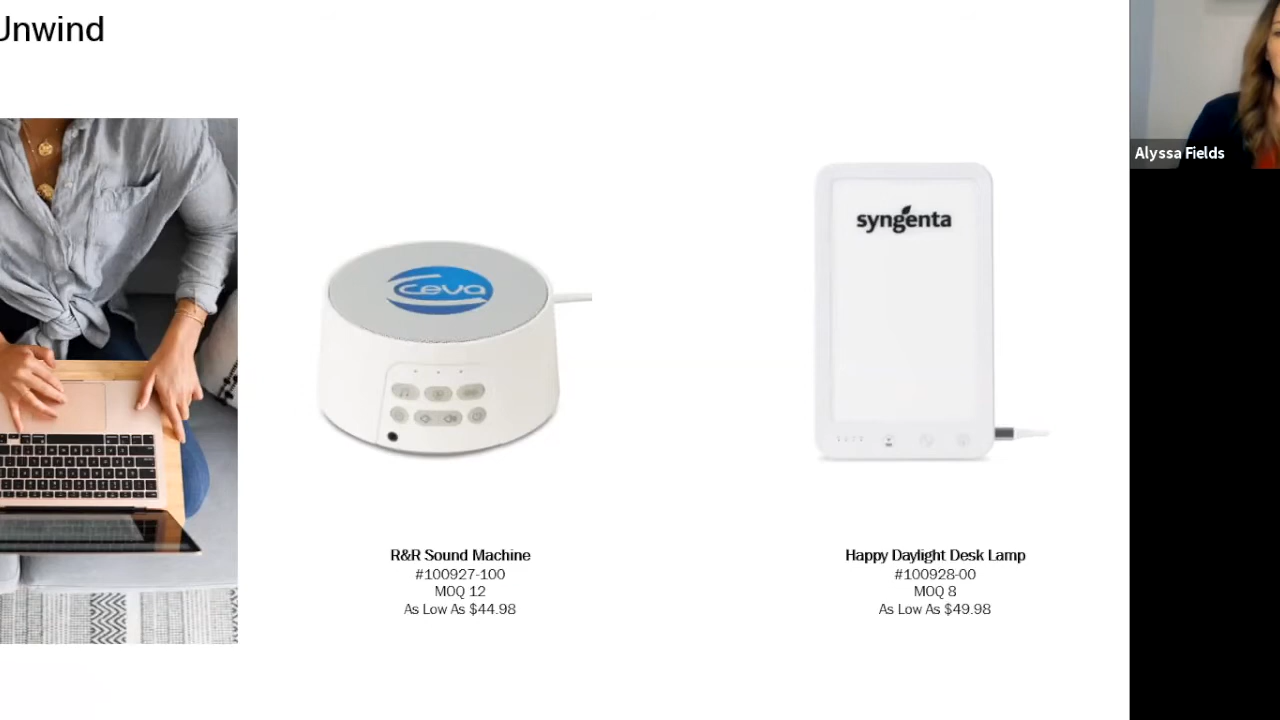 Unwind
Alyssa Fields
syngenta
ceva
R&R Sound Machine
#100927-100
MOQ 12
As Low As $44.98
Happy Daylight Desk Lamp
#100928-00
MOQ 8
As Low As $49.98